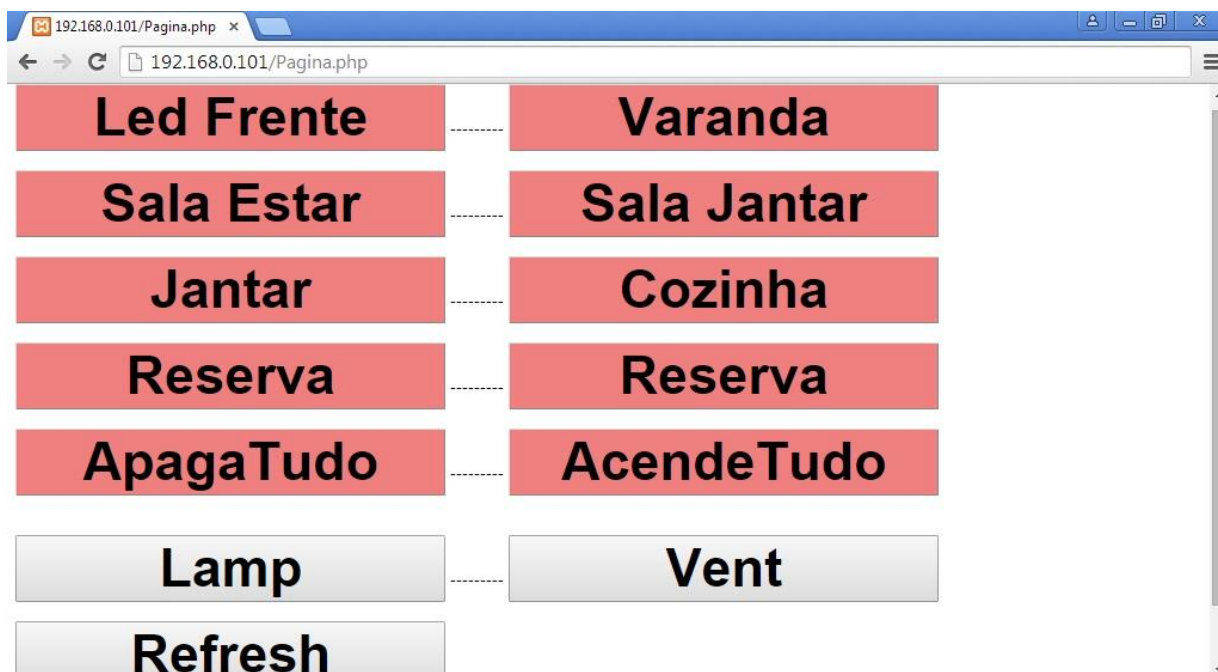 192.168.0.101/Pagina.php
192.168.0.101/Pagina.php
Led Frente --------- Varanda
Sala Estar --------- Sala Jantar
Jantar --------- Cozinha
Reserva --------- Reserva
ApagaTudo --------- AcendeTudo
Lamp --------- Vent
Refresh